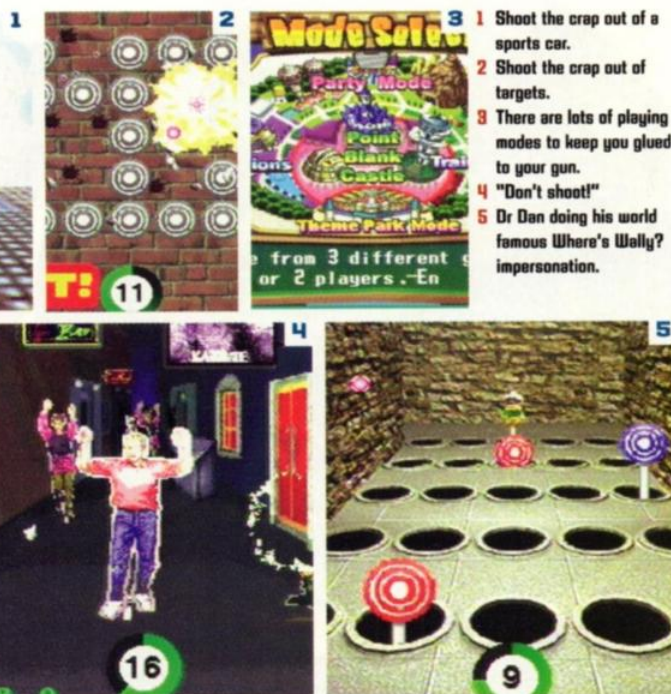 1
2
3
1 Shoot the crap out of a
sports car.
2 Shoot the crap out of
targets.
3 There are lots of playing
modes to keep you glued
to your gun.
4 "Don't shoot!"
5 Dr Dan doing his world
famous Where's Wally?
impersonation.
T!
11
Mode Selec
Party Mode
Point
Blank
Castle
ions
Trai
Theme Park Mode
e from 3 different g
or 2 players.-En
4
KARATE
16
5
9